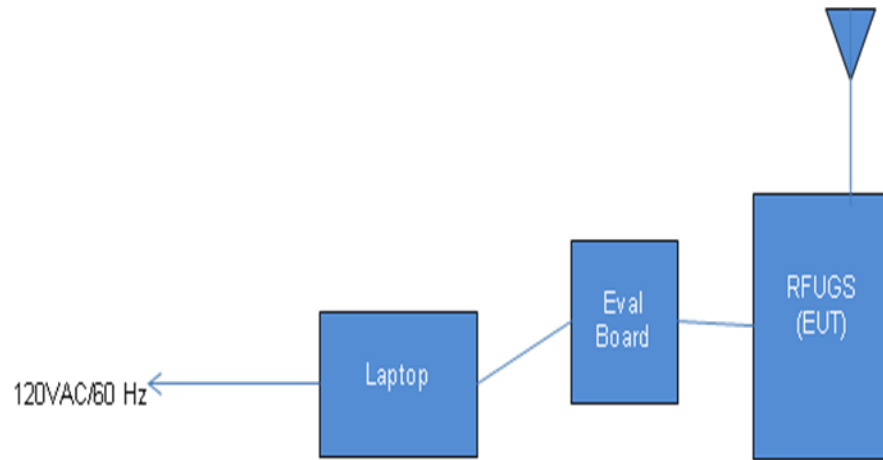 120VAC/60 Hz
Laptop
Eval
Board
RFUGS
(EUT)